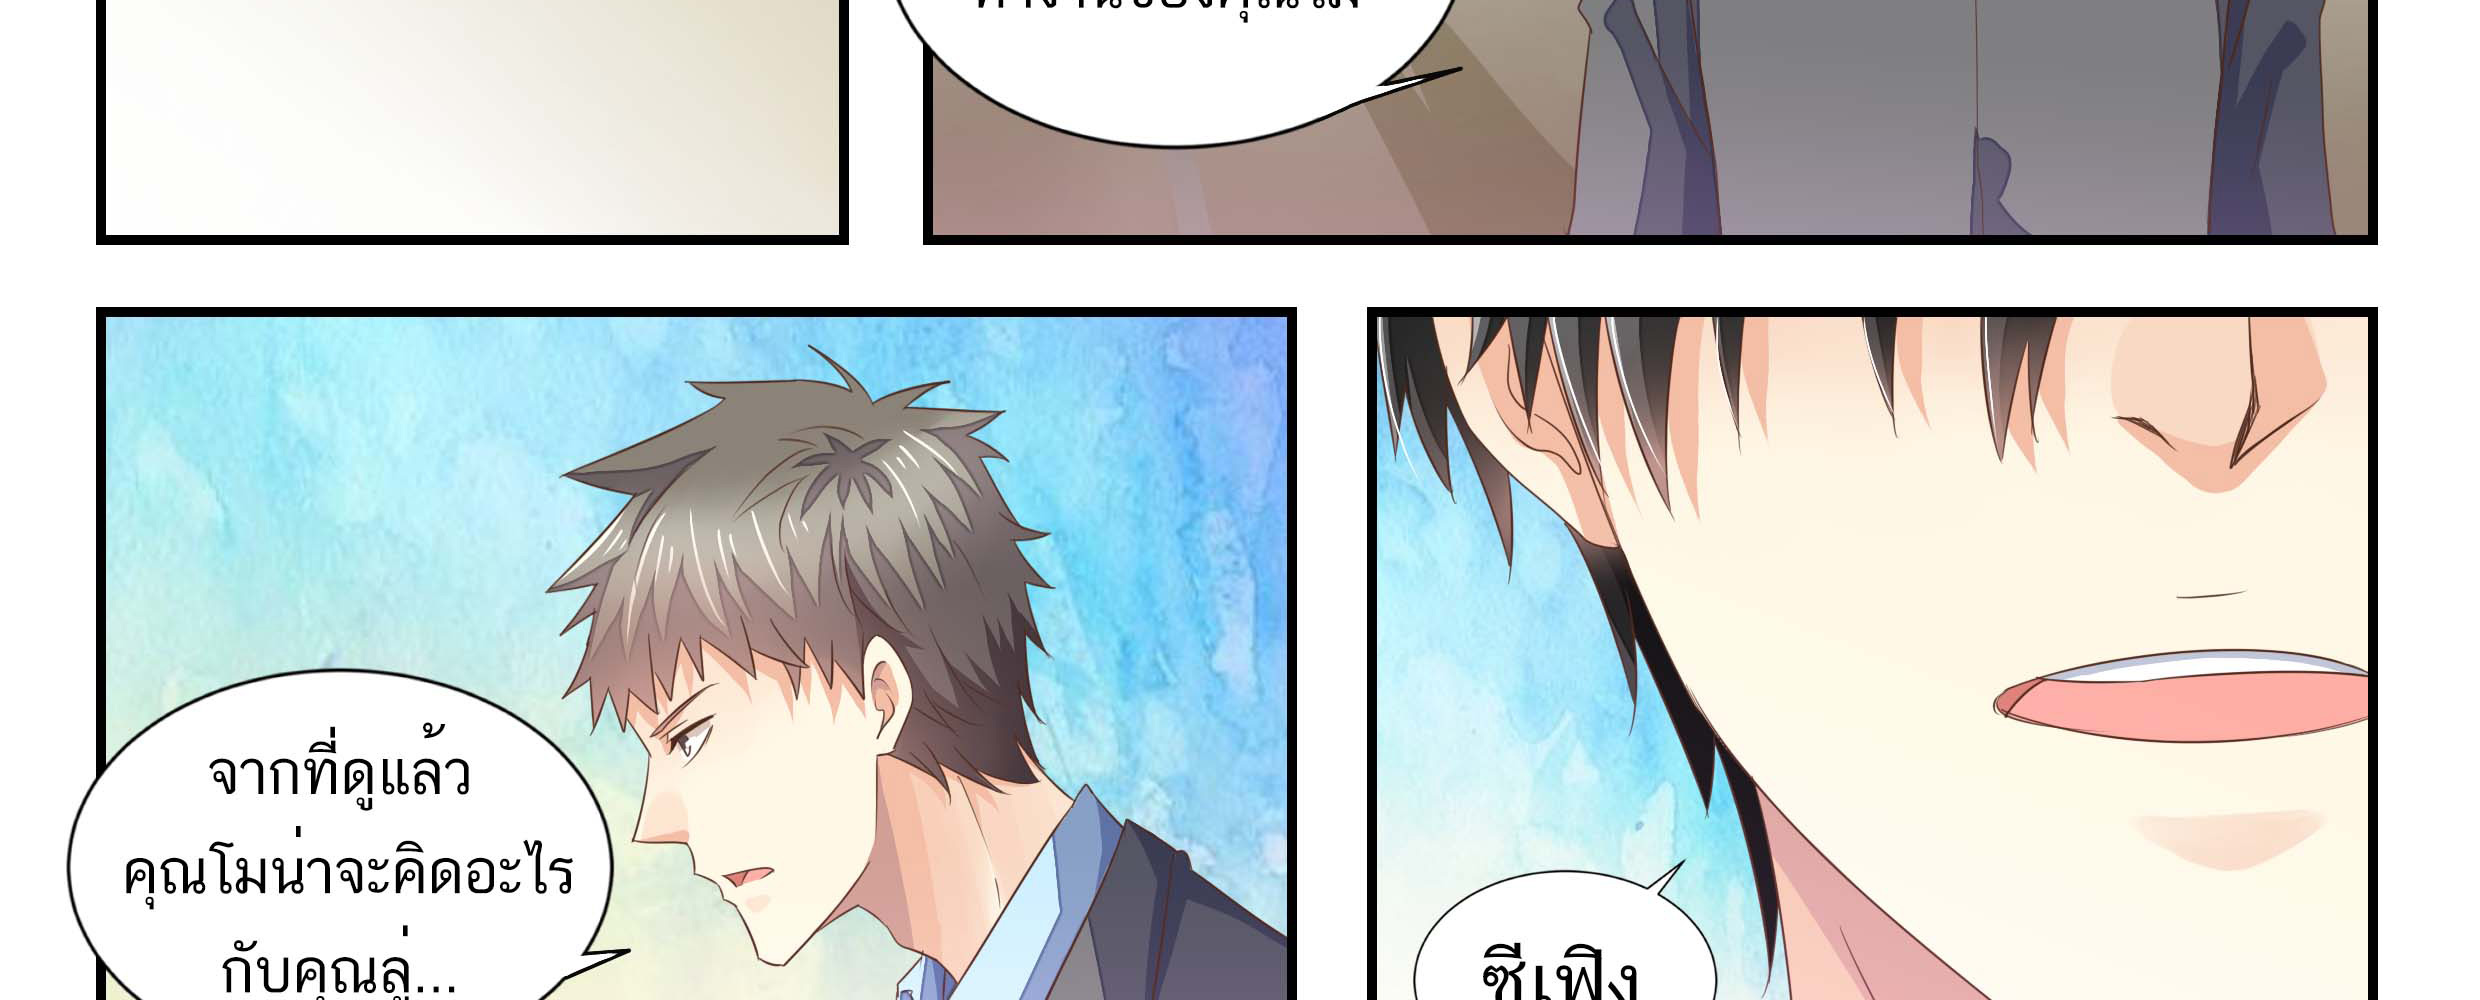 จากที่ดูแล้ว
คุณโมน่าจะคิดอะไร
กับคุณลู่...
ซีเฟิง